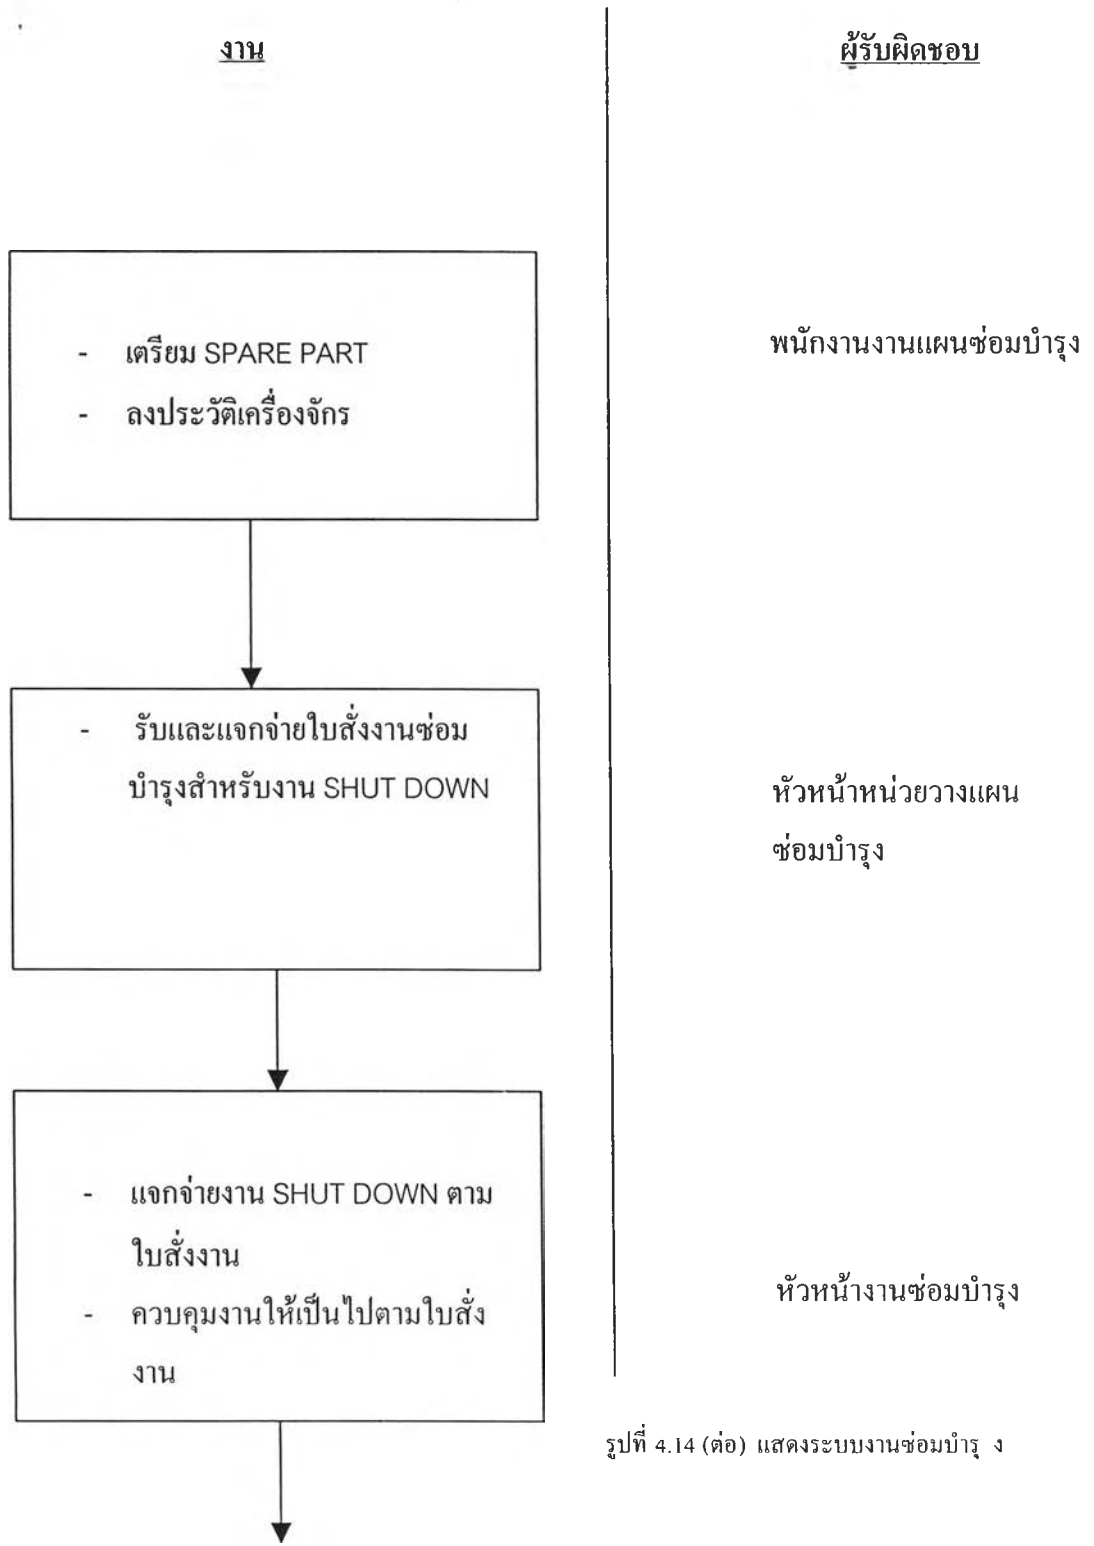 งาน
ผู้รับผิดชอบ
- เตรียม SPARE PART
- ลงประวัติเครื่องจักร
พนักงานงานแผนซ่อมบำรุง
- รับและแจกจ่ายใบสั่งงานซ่อม
บำรุงสำหรับงาน SHUT DOWN
หัวหน้าหน่วยวางแผน
ซ่อมบำรุง
- แจกจ่ายงาน SHUT DOWN ตาม
ใบสั่งงาน
- ควบคุมงานให้เป็นไปตามใบสั่ง
งาน
หัวหน้างานซ่อมบำรุง
รูปที่ 4.14 (ต่อ) แสดงระบบงานซ่อมบำรุ ง